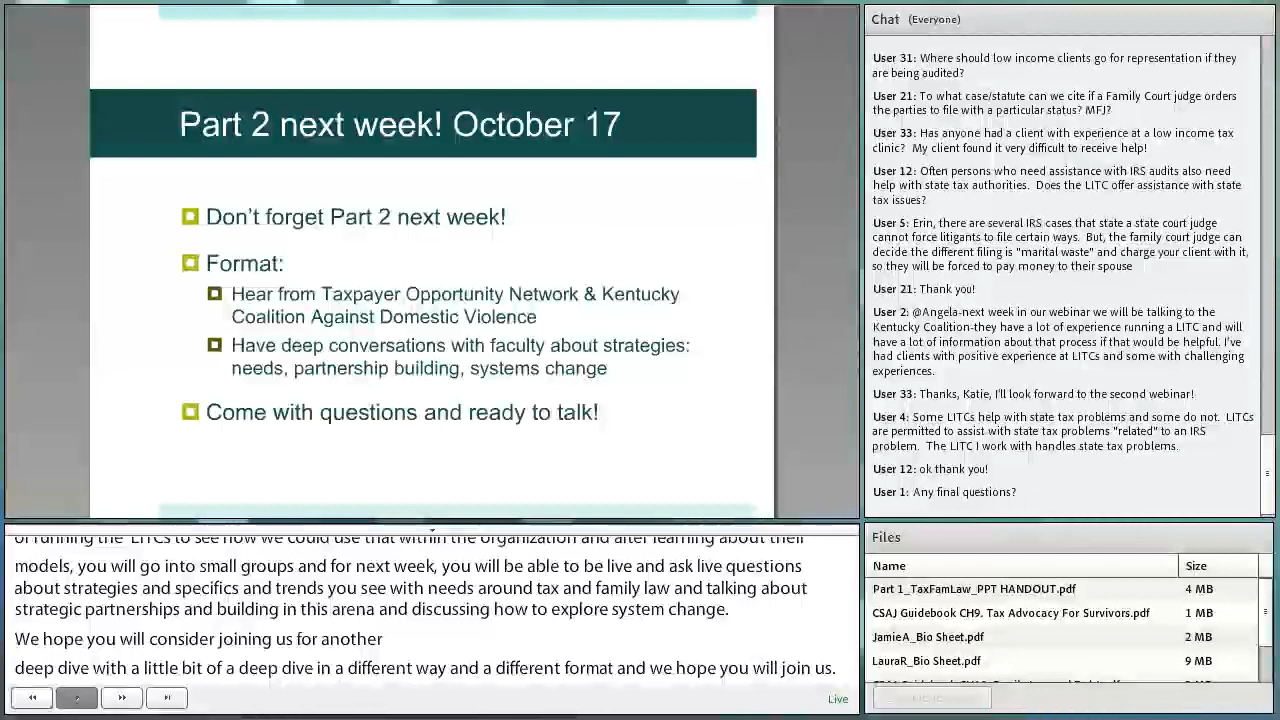 Part 2 next week! October 17
Don't forget Part 2 next week!
Format:
Hear from Taxpayer Opportunity Network & Kentucky
Coalition Against Domestic Violence
Have deep conversations with faculty about strategies:
needs, partnership building, systems change
Come with questions and ready to talk!
of running the LITCs to see how we could use that within the organization and after learning about their
models, you will go into small groups and for next week, you will be able to be live and ask live questions
about strategies and specifics and trends you see with needs around tax and family law and talking about
strategic partnerships and building in this arena and discussing how to explore system change.
We hope you will consider joining us for another
deep dive with a little bit of a deep dive in a different way and a different format and we hope you will join us.
Live
Chat (Everyone)
User 31: Where should low income clients go for representation if they
are being audited?
User 21: To what case/statute can we cite if a Family Court judge orders
the parties to file with a particular status? MFJ?
User 33: Has anyone had a client with experience at a low income tax
clinic? My client found it very difficult to receive help!
User 12: Often persons who need assistance with IRS audits also need
help with state tax authorities. Does the LITC offer assistance with state
tax issues?
User 5: Erin, there are several IRS cases that state a state court judge
cannot force litigants to file certain ways. But, the family court judge can
decide the different filing is "marital waste" and charge your client with it,
so they will be forced to pay money to their spouse
User 21: Thank you!
User 2: @Angela-next week in our webinar we will be talking to the
Kentucky Coalition-they have a lot of experience running a LITC and will
have a lot of information about that process if that would be helpful. I've
had clients with positive experience at LITCs and some with challenging
experiences.
User 33: Thanks, Katie, I'll look forward to the second webinar!
User 4: Some LITCs help with state tax problems and some do not. LITCs
are permitted to assist with state tax problems "related" to an IRS
problem. The LITC I work with handles state tax problems.
User 12: ok thank you!
User 1: Any final questions?
Files
Name Size
Part 1_TaxFamLaw_PPT HANDOUT.pdf 4 MB
CSAJ Guidebook CH9. Tax Advocacy For Survivors.pdf 1 MB
JamieA_Bio Sheet.pdf 2 MB
LauraR_Bio Sheet.pdf 9 MB